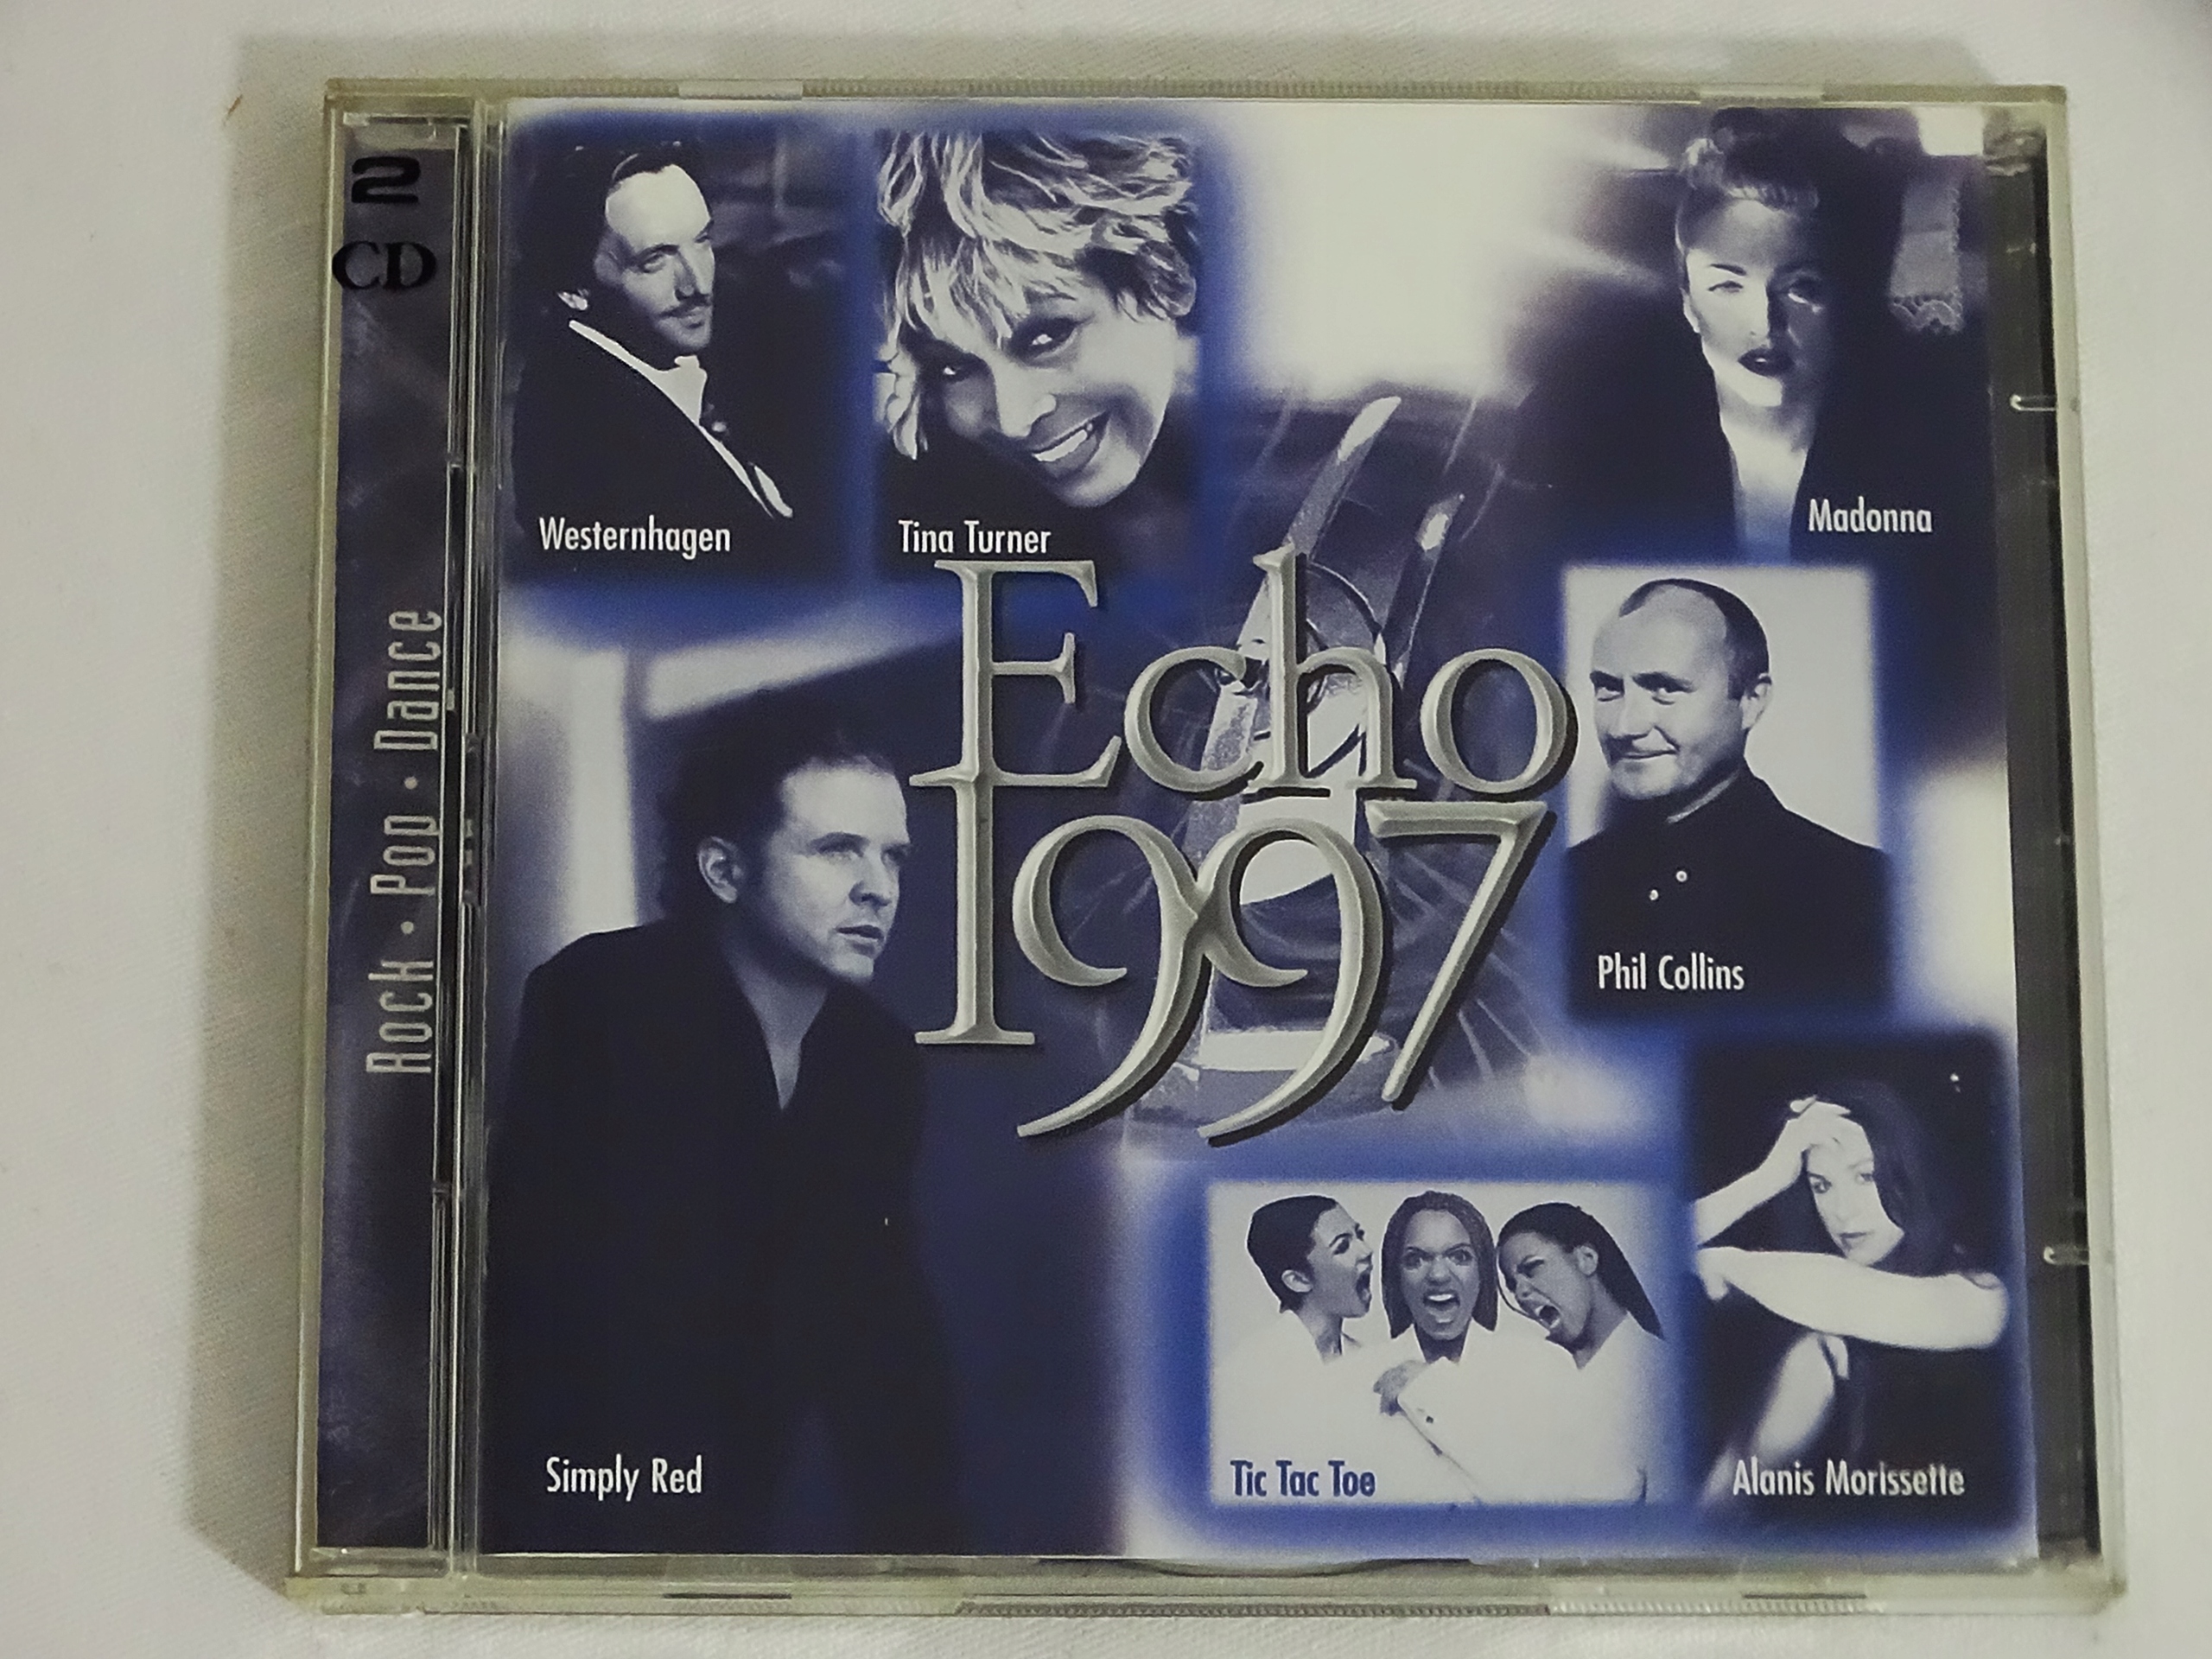 2
CD
Rock · Pop · Dance
Westernhagen
Tina Turner
Madonna
Echo
1997
Phil Collins
Simply Red
Tic Tac Toe
Alanis Morissette